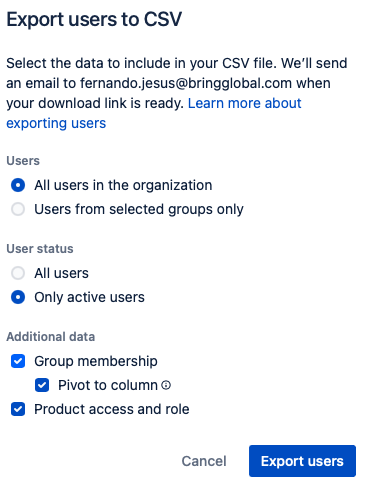 Export users to CSV
Select the data to include in your CSV file. We’ll send
an email to fernando.jesus@bringglobal.com when
your download link is ready. Learn more about
exporting users
Users
All users in the organization
Users from selected groups only
User status
All users
Only active users
Additional data
Group membership
Pivot to column
Product access and role
Cancel
Export users